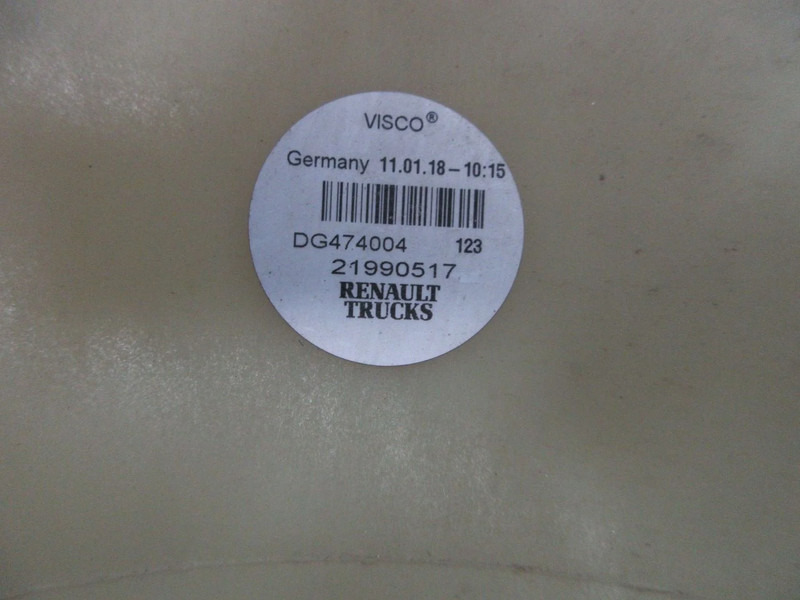 VISCO®
Germany 11.01.18-10:15
DG474004 123
21990517
RENAULT
TRUCKS